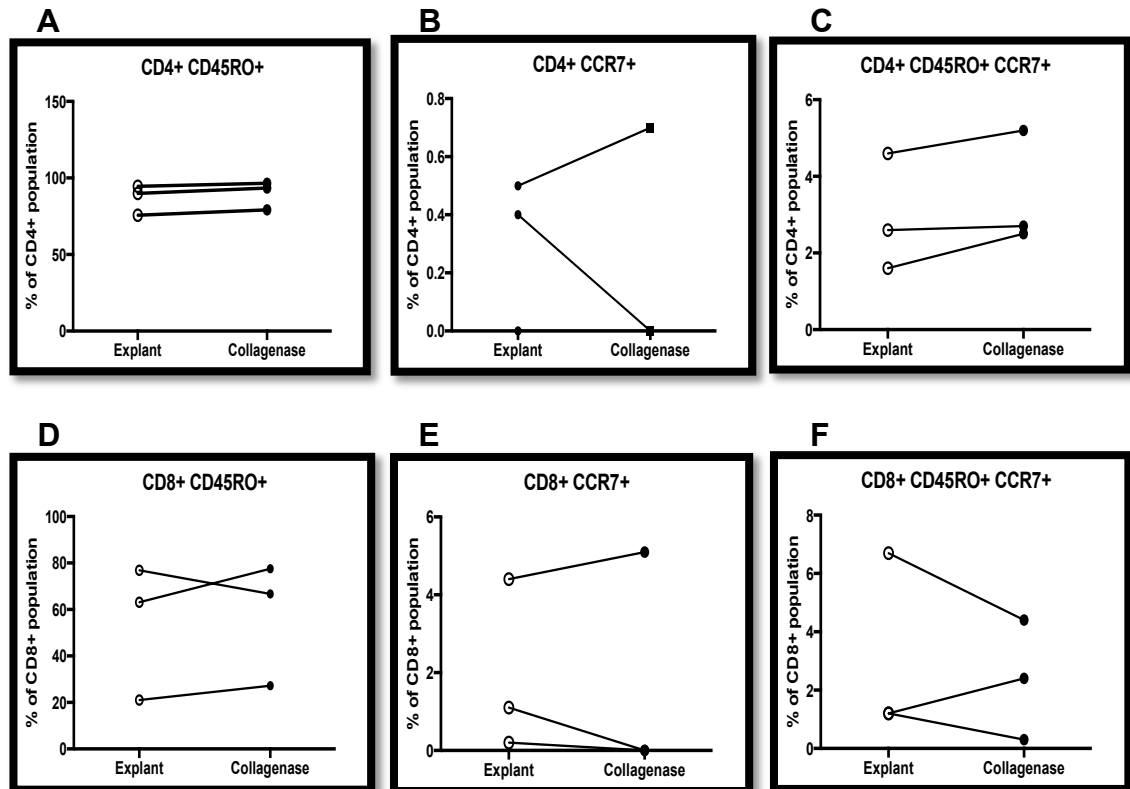 A
CD4+ CD45RO+
% of CD4+ population
150
100
50
0
Explant Collagenase
B
CD4+ CCR7+
% of CD4+ population
0.8
0.6
0.4
0.2
0.0
Explant Collagenase
C
CD4+ CD45RO+ CCR7+
% of CD4+ population
6
4
2
0
Explant Collagenase
D
CD8+ CD45RO+
% of CD8+ population
100
80
60
40
20
0
Explant Collagenase
E
CD8+ CCR7+
% of CD8+ population
6
4
2
0
Explant Collagenase
F
CD8+ CD45RO+ CCR7+
% of CD8+ population
8
6
4
2
0
Explant Collagenase